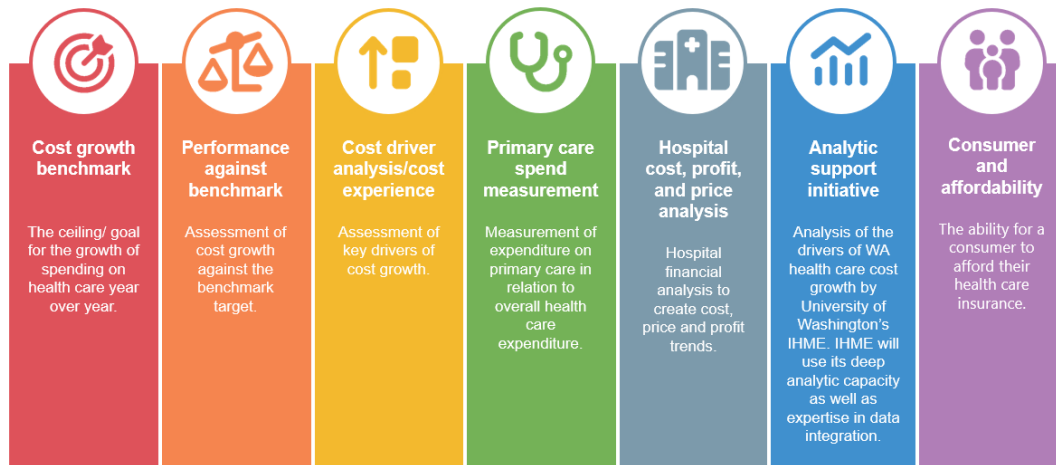 Cost growth
benchmark
The ceiling/ goal
for the growth of
spending on
health care year
over year.
Performance
against
benchmark
Assessment of
cost growth
against the
benchmark
target.
Cost driver
analysis/cost
experience
Assessment of
key drivers of
cost growth.
Primary care
spend
measurement
Measurement of
expenditure on
primary care in
relation to
overall health
care
expenditure.
Hospital
cost, profit,
and price
analysis
Hospital
financial
analysis to
create cost,
price and profit
trends.
Analytic
support
initiative
Analysis of the
drivers of WA
health care cost
growth by
University of
Washington’s
IHME. IHME will
use its deep
analytic capacity
as well as
expertise in data
integration.
Consumer
and
affordability
The ability for a
consumer to
afford their
health care
insurance.